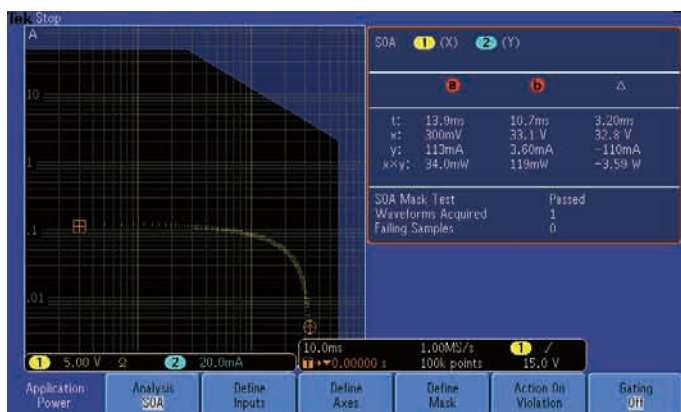 Tek Stop
A
10
1
.1
.01
SOA 1 (X) 2 (Y)
a b Δ
t: 13.9ms 10.7ms 3.20ms
x: 300mV 33.1 V 32.8 V
y: 113mA 3.60mA -110mA
x×y: 34.0mW 119mW -3.59 W
SOA Mask Test Passed
Waveforms Acquired 1
Failing Samples 0
1 5.00 V Ω 2 20.0mA
10.0ms 1.00MS/s 1 /
T→▼0.00000 s 100k points 15.0 V
Application Power
Analysis SOA
Define Inputs
Define Axes
Define Mask
Action On Violation
Gating Off